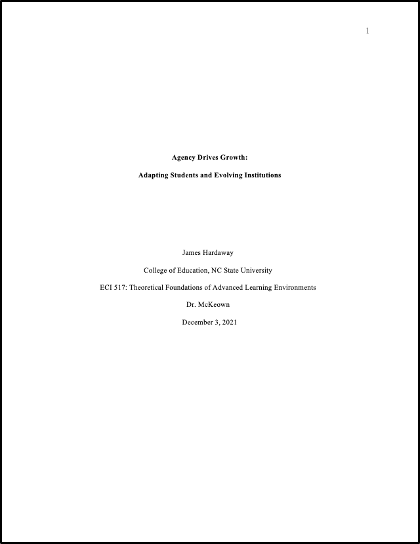 1
Agency Drives Growth:
Adapting Students and Evolving Institutions
James Hardaway
College of Education, NC State University
ECI 517: Theoretical Foundations of Advanced Learning Environments
Dr. McKeown
December 3, 2021